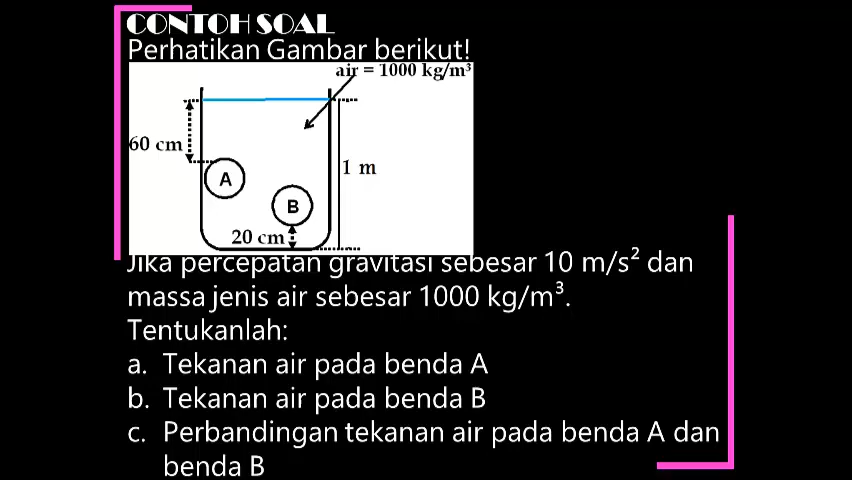 CONTOH SOAL
Perhatikan Gambar berikut!
air = 1000 kg/m³
60 cm
A
1 m
B
20 cm
Jika percepatan gravitasi sebesar 10 m/s² dan
massa jenis air sebesar 1000 kg/m³.
Tentukanlah:
a. Tekanan air pada benda A
b. Tekanan air pada benda B
c. Perbandingan tekanan air pada benda A dan
benda B